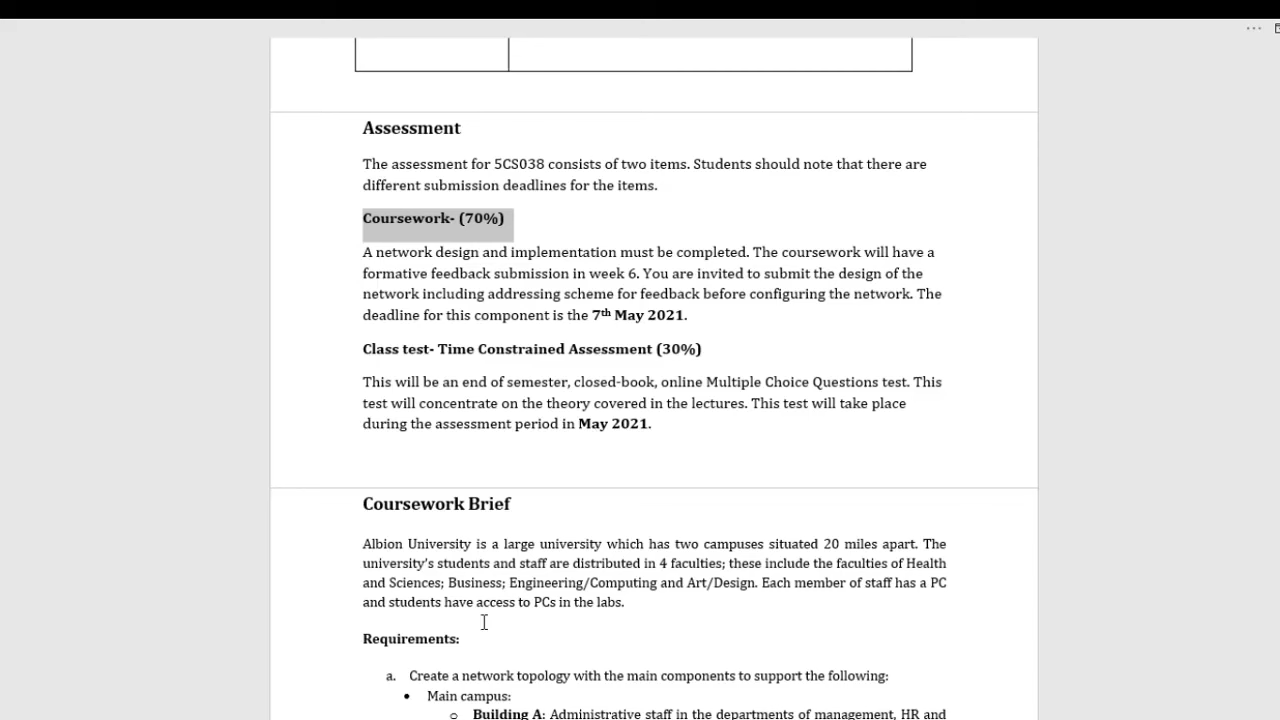 Assessment
The assessment for 5CS038 consists of two items. Students should note that there are
different submission deadlines for the items.
Coursework- (70%)
A network design and implementation must be completed. The coursework will have a
formative feedback submission in week 6. You are invited to submit the design of the
network including addressing scheme for feedback before configuring the network. The
deadline for this component is the 7th May 2021.
Class test- Time Constrained Assessment (30%)
This will be an end of semester, closed-book, online Multiple Choice Questions test. This
test will concentrate on the theory covered in the lectures. This test will take place
during the assessment period in May 2021.
Coursework Brief
Albion University is a large university which has two campuses situated 20 miles apart. The
university's students and staff are distributed in 4 faculties; these include the faculties of Health
and Sciences; Business; Engineering/Computing and Art/Design. Each member of staff has a PC
and students have access to PCs in the labs.
Requirements:
a. Create a network topology with the main components to support the following:
• Main campus:
o Building A: Administrative staff in the departments of management, HR and